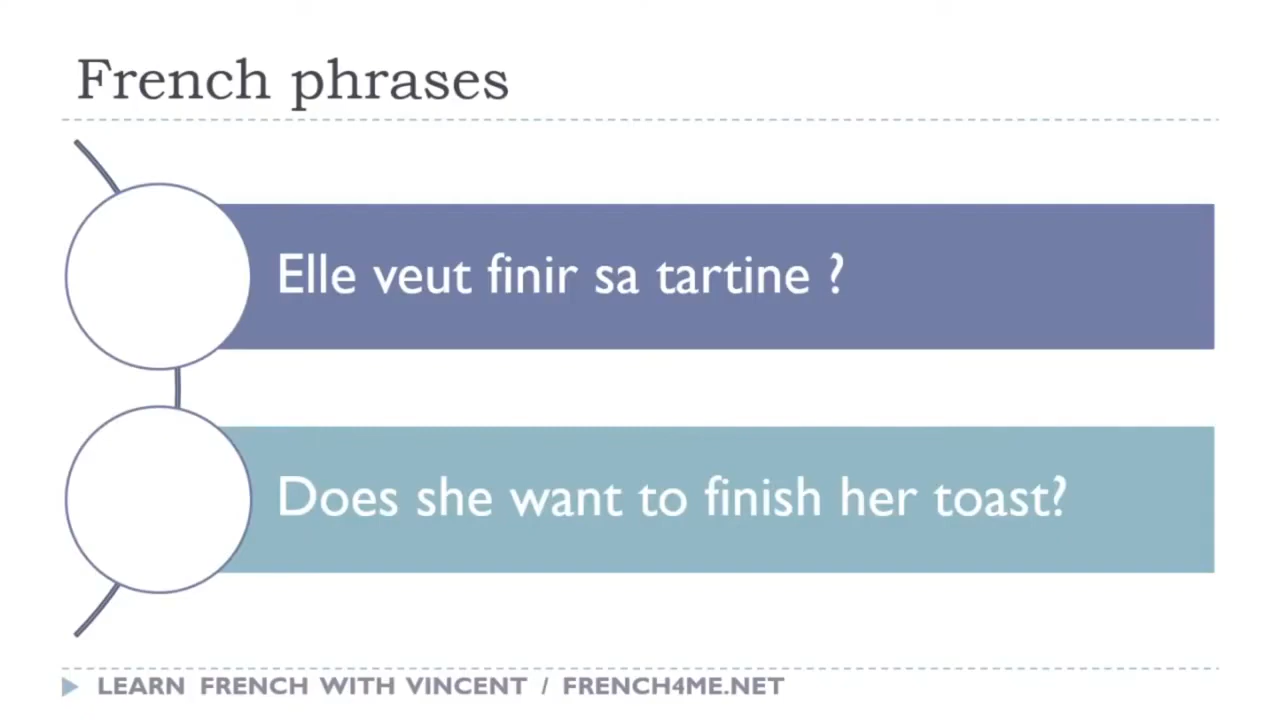 French phrases
Elle veut finir sa tartine ?
Does she want to finish her toast?
LEARN FRENCH WITH VINCENT / FRENCH4ME.NET